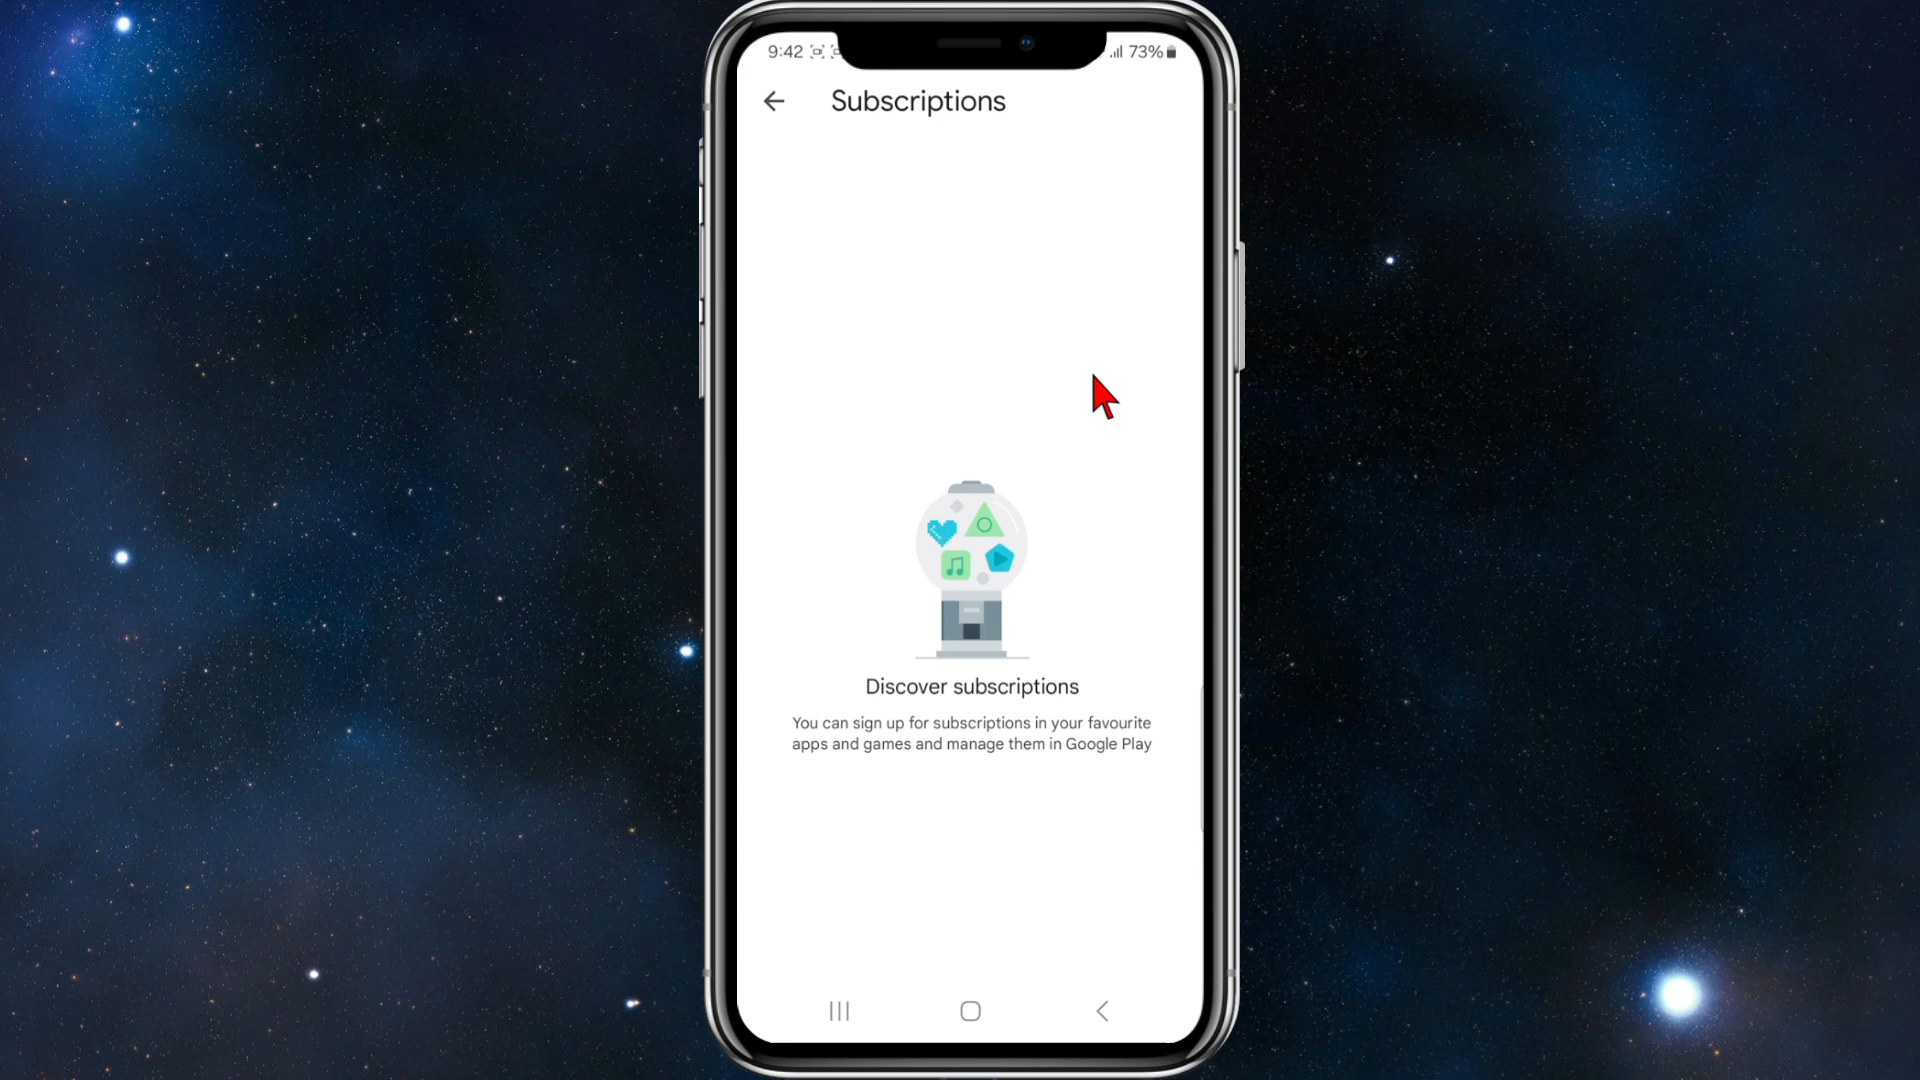 9:42
73%
Subscriptions
Discover subscriptions
You can sign up for subscriptions in your favourite
apps and games and manage them in Google Play